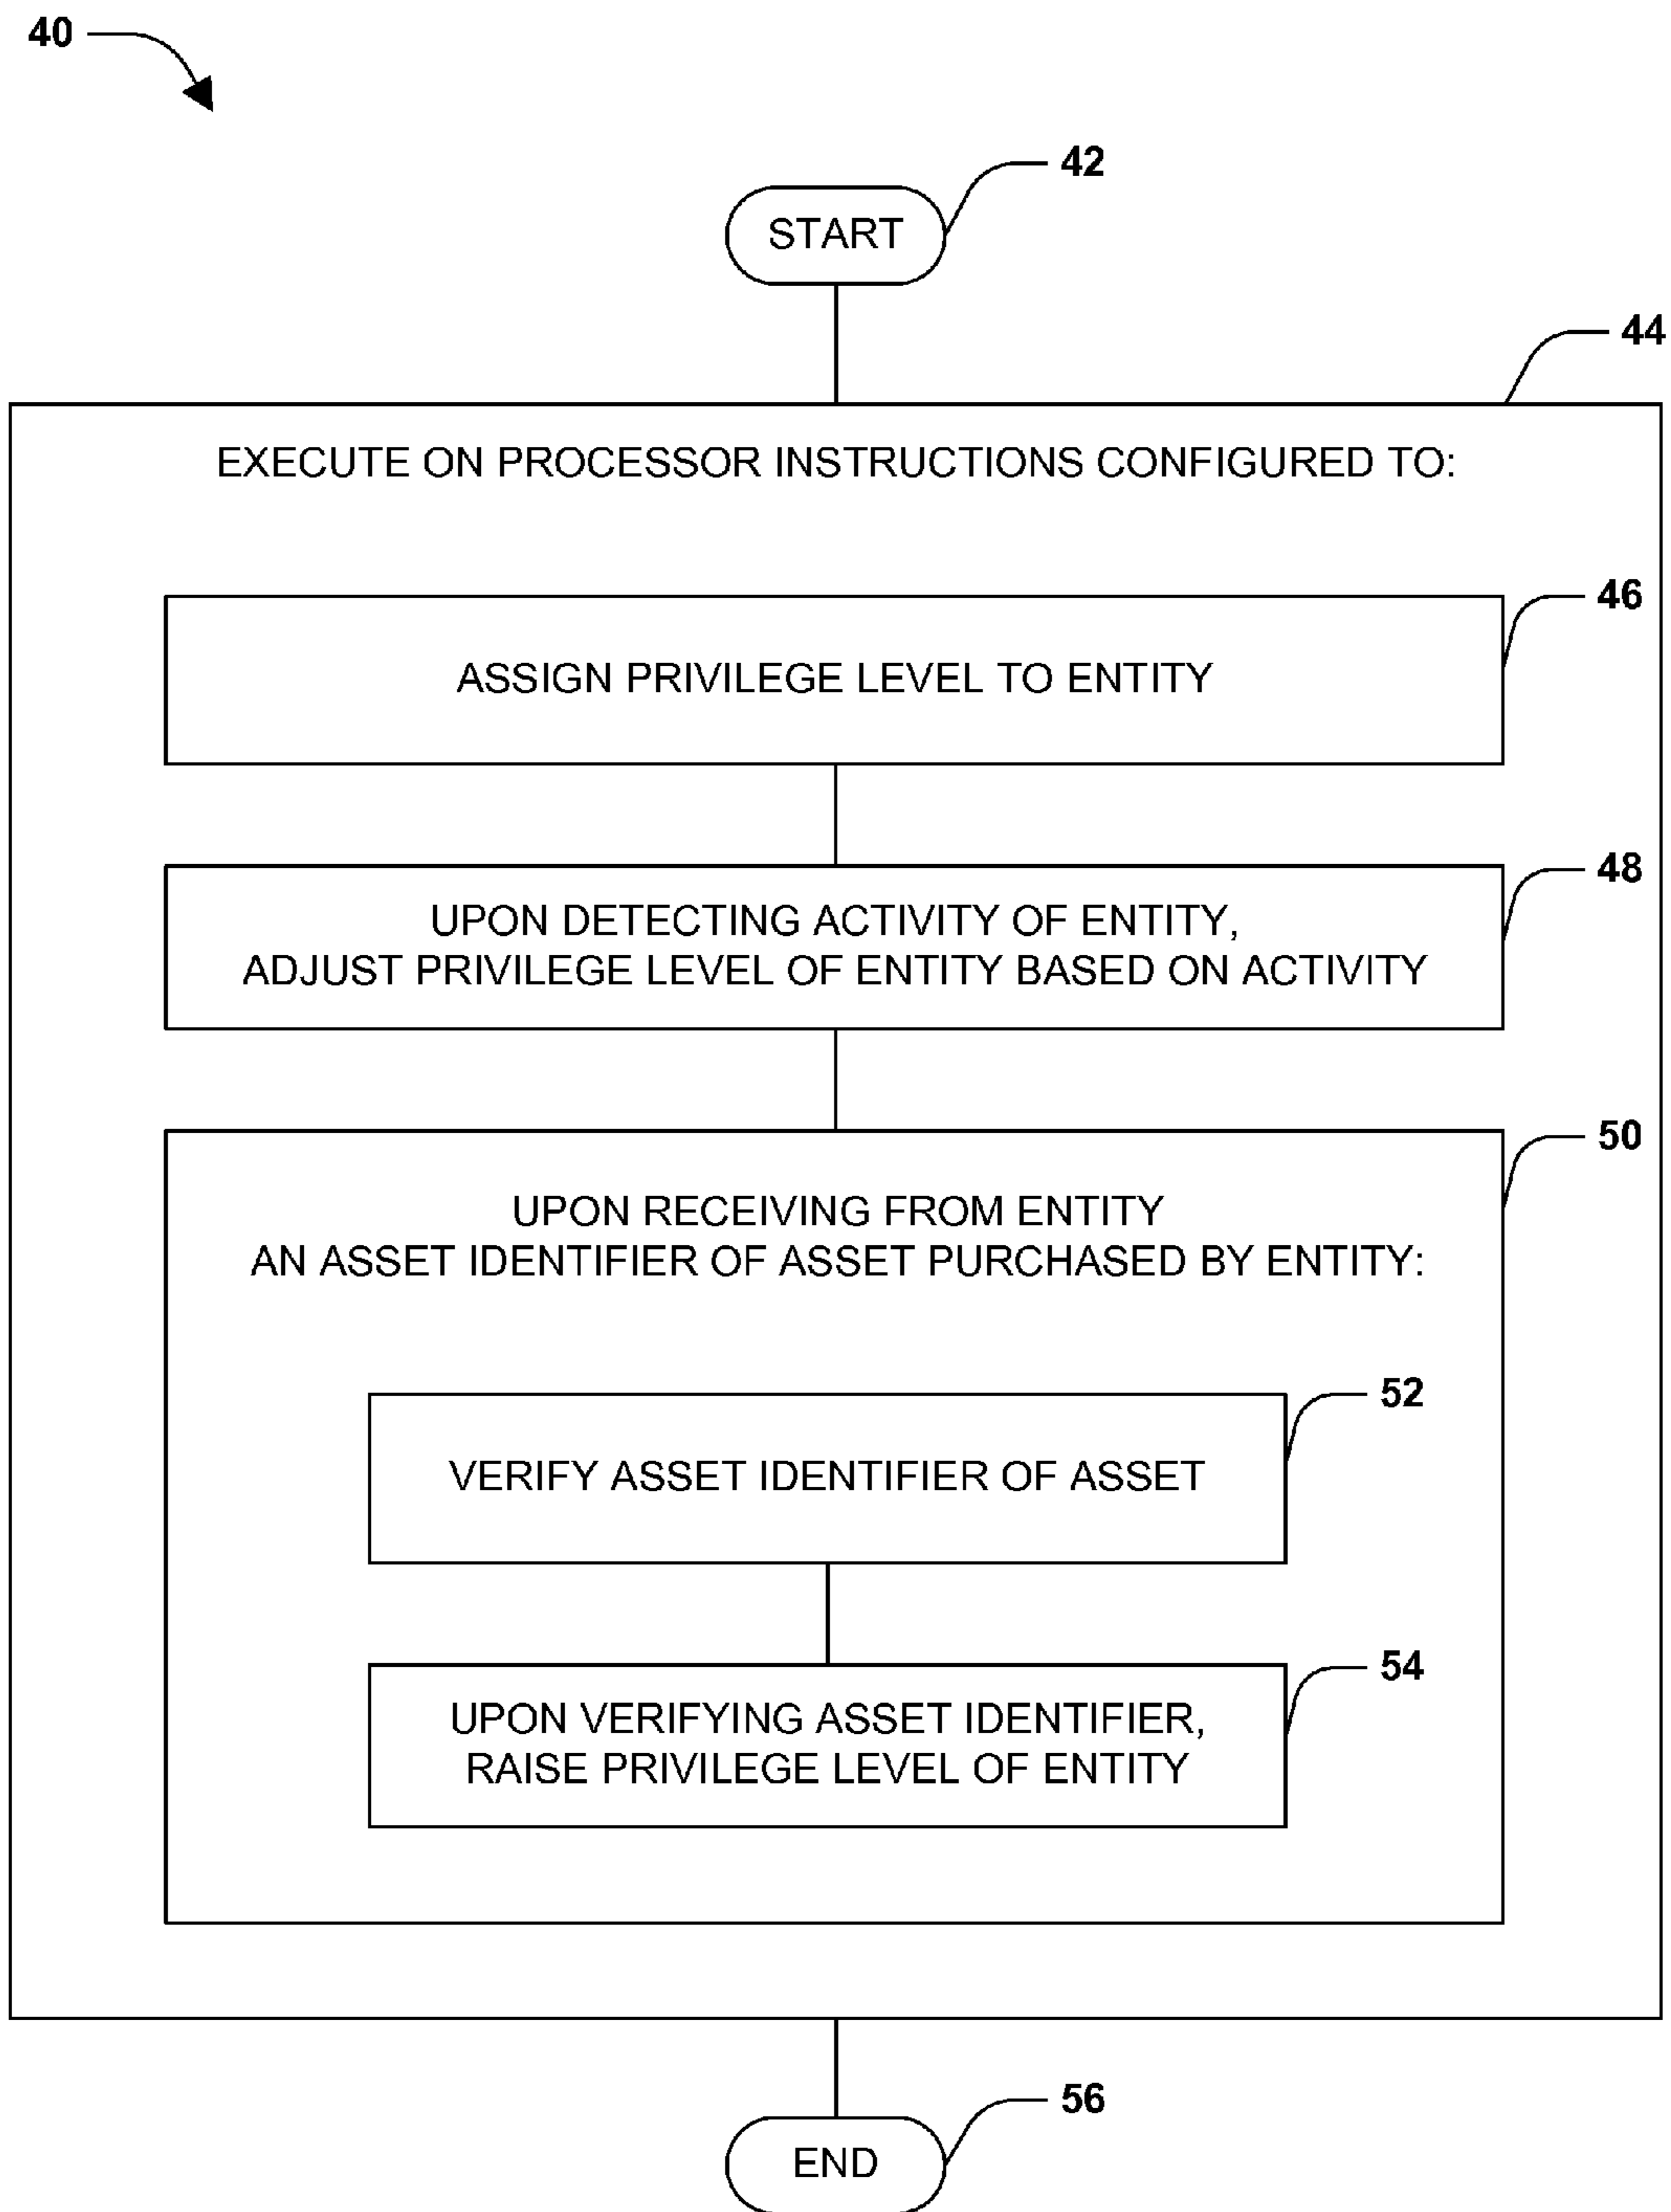 40
42
START
44
EXECUTE ON PROCESSOR INSTRUCTIONS CONFIGURED TO:
46
ASSIGN PRIVILEGE LEVEL TO ENTITY
48
UPON DETECTING ACTIVITY OF ENTITY,
ADJUST PRIVILEGE LEVEL OF ENTITY BASED ON ACTIVITY
50
UPON RECEIVING FROM ENTITY
AN ASSET IDENTIFIER OF ASSET PURCHASED BY ENTITY:
52
VERIFY ASSET IDENTIFIER OF ASSET
54
UPON VERIFYING ASSET IDENTIFIER,
RAISE PRIVILEGE LEVEL OF ENTITY
56
END